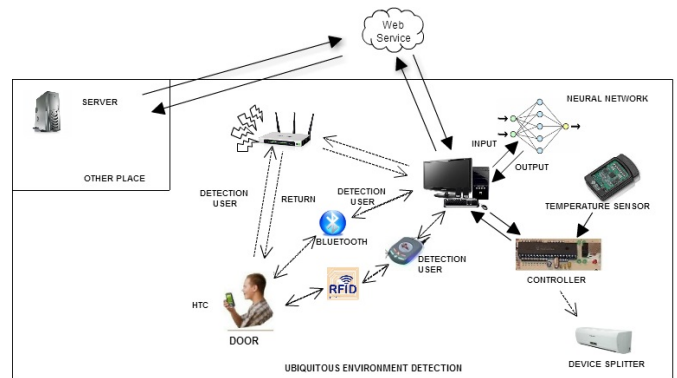 Web
Service
SERVER
OTHER PLACE
NEURAL NETWORK
INPUT
OUTPUT
DETECTION
USER
RETURN
DETECTION
USER
BLUETOOTH
TEMPERATURE SENSOR
DETECTION
USER
RFID
CONTROLLER
HTC
DOOR
DEVICE SPLITTER
UBIQUITOUS ENVIRONMENT DETECTION